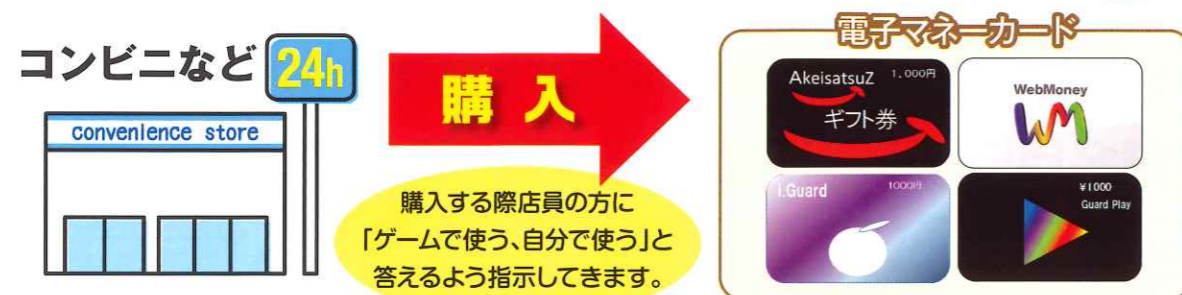 コンビニなど
24h
convenience store
購入
購入する際店員の方に
「ゲームで使う、自分で使う」と
答えるよう指示してきます。
電子マネーカード
AkeisatsuZ 1,000円
ギフト券
WebMoney
WM
i.Guard 1000円
¥1000
Guard Play